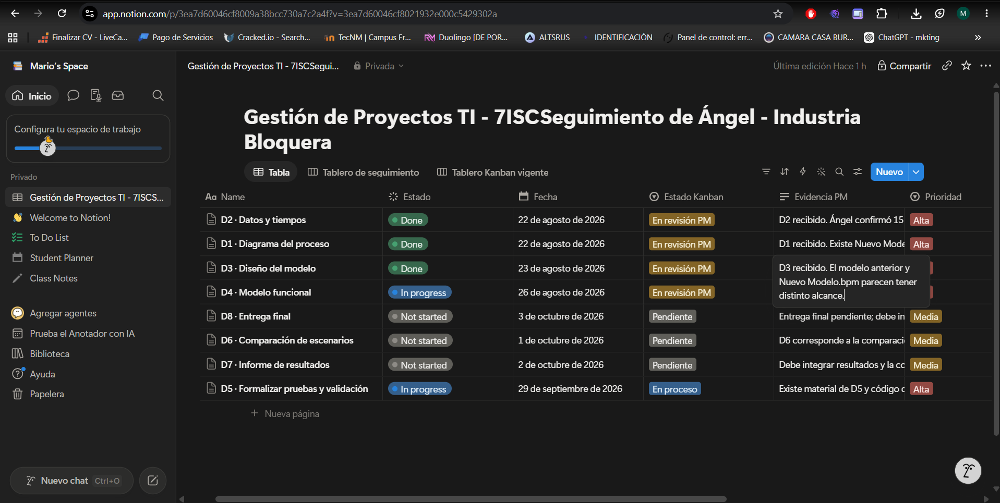 app.notion.com/p/3ea7d60046cf8009a38bcc730a7c2a4f?v=3ea7d60046cf8021932e000c5429302a
M
Finalizar CV - LiveCa...
Pago de Servicios
Cracked.io - Search...
TecNM | Campus Fr...
Duolingo [DE POR...
ALTSRUS
IDENTIFICACIÓN
Panel de control: err...
CAMARA CASA BUR...
ChatGPT - mkting
Mario's Space
Inicio
Configura tu espacio de trabajo
Privado
Gestión de Proyectos TI - 7ISCS...
Welcome to Notion!
To Do List
Student Planner
Class Notes
Agregar agentes
Prueba el Anotador con IA
Biblioteca
Ayuda
Papelera
Nuevo chat Ctrl+O
Gestión de Proyectos TI - 7ISCSegui... Privada
Última edición Hace 1 h Compartir
Gestión de Proyectos TI - 7ISCSeguimiento de Ángel - Industria
Bloquera
Tabla Tablero de seguimiento Tablero Kanban vigente Nuevo
Aa Name Estado Fecha Estado Kanban Evidencia PM Prioridad
D2 · Datos y tiempos Done 22 de agosto de 2026 En revisión PM D2 recibido. Ángel confirmó 15 Alta
D1 · Diagrama del proceso Done 22 de agosto de 2026 En revisión PM D1 recibido. Existe Nuevo Mode Alta
D3 · Diseño del modelo Done 23 de agosto de 2026 En revisión PM
D3 recibido. El modelo anterior y
Nuevo Modelo.bpm parecen tener
distinto alcance.
D4 · Modelo funcional In progress 26 de agosto de 2026 En revisión PM
D8 · Entrega final Not started 3 de octubre de 2026 Pendiente Entrega final pendiente; debe in Media
D6 · Comparación de escenarios Not started 1 de octubre de 2026 Pendiente D6 corresponde a la comparaci Media
D7 · Informe de resultados Not started 2 de octubre de 2026 Pendiente Debe integrar resultados y la co Media
D5 · Formalizar pruebas y validación In progress 29 de septiembre de 2026 En proceso Existe material de D5 y código Alta
+ Nueva página